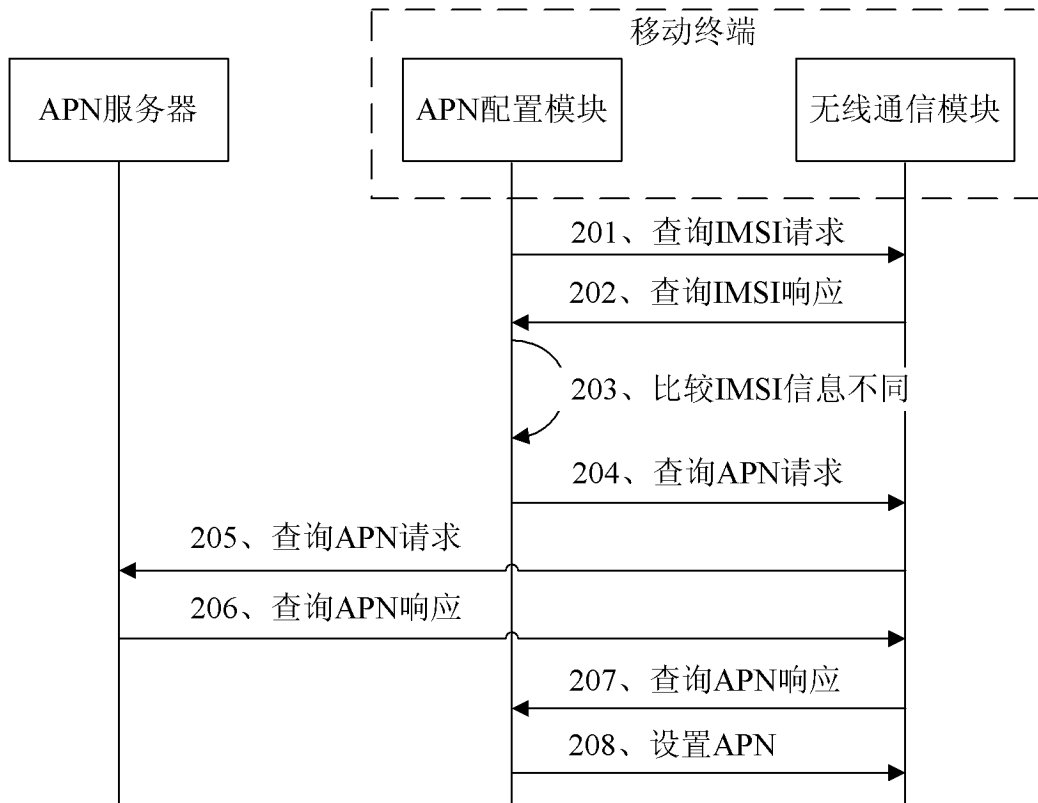 移动终端
APN服务器
APN配置模块
无线通信模块
201、查询IMSI请求
202、查询IMSI响应
203、比较IMSI信息不同
204、查询APN请求
205、查询APN请求
206、查询APN响应
207、查询APN响应
208、设置APN